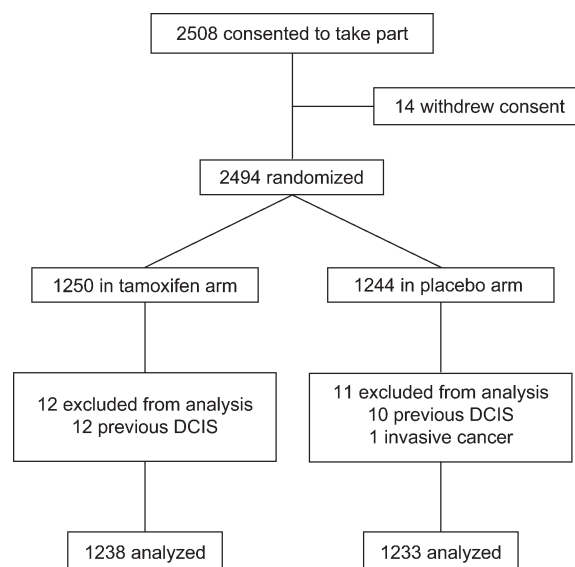 2508 consented to take part
14 withdrew consent
2494 randomized
1250 in tamoxifen arm
1244 in placebo arm
12 excluded from analysis
12 previous DCIS
11 excluded from analysis
10 previous DCIS
1 invasive cancer
1238 analyzed
1233 analyzed